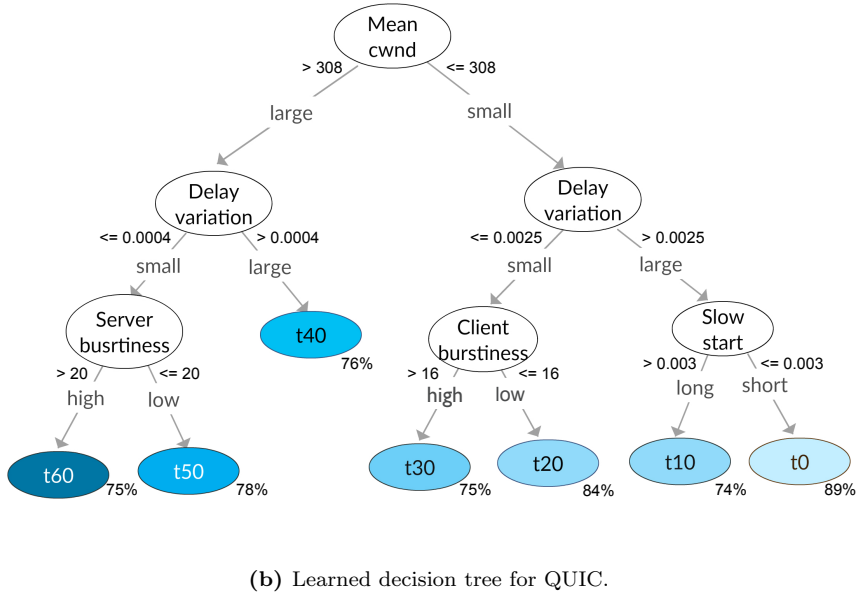 Mean
cwnd
> 308
<= 308
large
small
Delay
variation
Delay
variation
<= 0.0004
> 0.0004
<= 0.0025
> 0.0025
small
large
small
large
Server
busrtiness
t40
76%
Client
burstiness
Slow
start
> 20
<= 20
> 16
<= 16
> 0.003
<= 0.003
high
low
high
low
long
short
t60
75%
t50
78%
t30
75%
t20
84%
t10
74%
t0
89%
(b) Learned decision tree for QUIC.